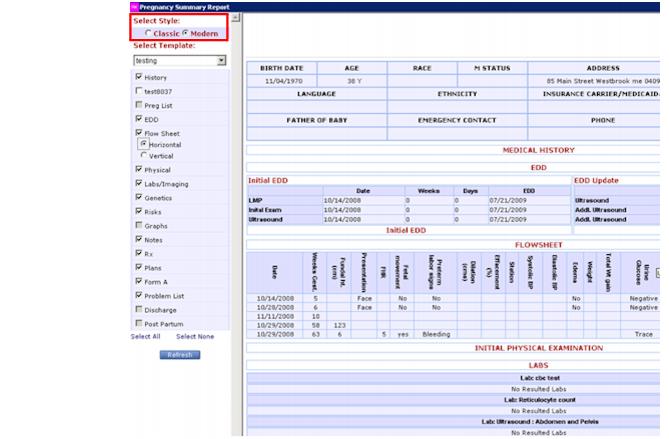 Pregnancy Summary Report
Select Style:
Classic Modern
Select Template:
testing
History
test8037
Preg List
EDD
Flow Sheet
Horizontal
Vertical
Physical
Labs/Imaging
Genetics
Risks
Graphs
Notes
Rx
Plans
Form A
Problem List
Discharge
Post Partum
Select All Select None
Refresh
BIRTH DATE AGE RACE M STATUS ADDRESS
11/04/1970 38 Y 85 Main Street Westbrook me 0409
LANGUAGE ETHNICITY INSURANCE CARRIER/MEDICAID
FATHER OF BABY EMERGENCY CONTACT PHONE
MEDICAL HISTORY
EDD
Initial EDD EDD Update
Date Weeks Days EDD
LMP 10/14/2008 0 0 07/21/2009
Inital Exam 10/14/2008 0 0 07/21/2009 Ultrasound
Addl. Ultrasound
Ultrasound 10/14/2008 0 0 07/21/2009 Addl. Ultrasound
Initial EDD
FLOWSHEET
Date Weeks Gest. Fundal ht. (cm) Presentation FHR Fetal movement Preterm labor signs Dilation (cms) Effacement (%) Station Systolic BP Diastolic BP Edema Weight Total Wt gain Urine Glucose
10/14/2008 5 Face No No No Negative
10/28/2008 6 Face No No No Negative
11/11/2008 10
10/29/2008 58 123
10/29/2008 63 6 5 yes Bleeding Trace
INITIAL PHYSICAL EXAMINATION
LABS
Lab: cbc test
No Resulted Labs
Lab: Reticulocyte count
No Resulted Labs
Lab: Ultrasound : Abdomen and Pelvis
No Resulted Labs